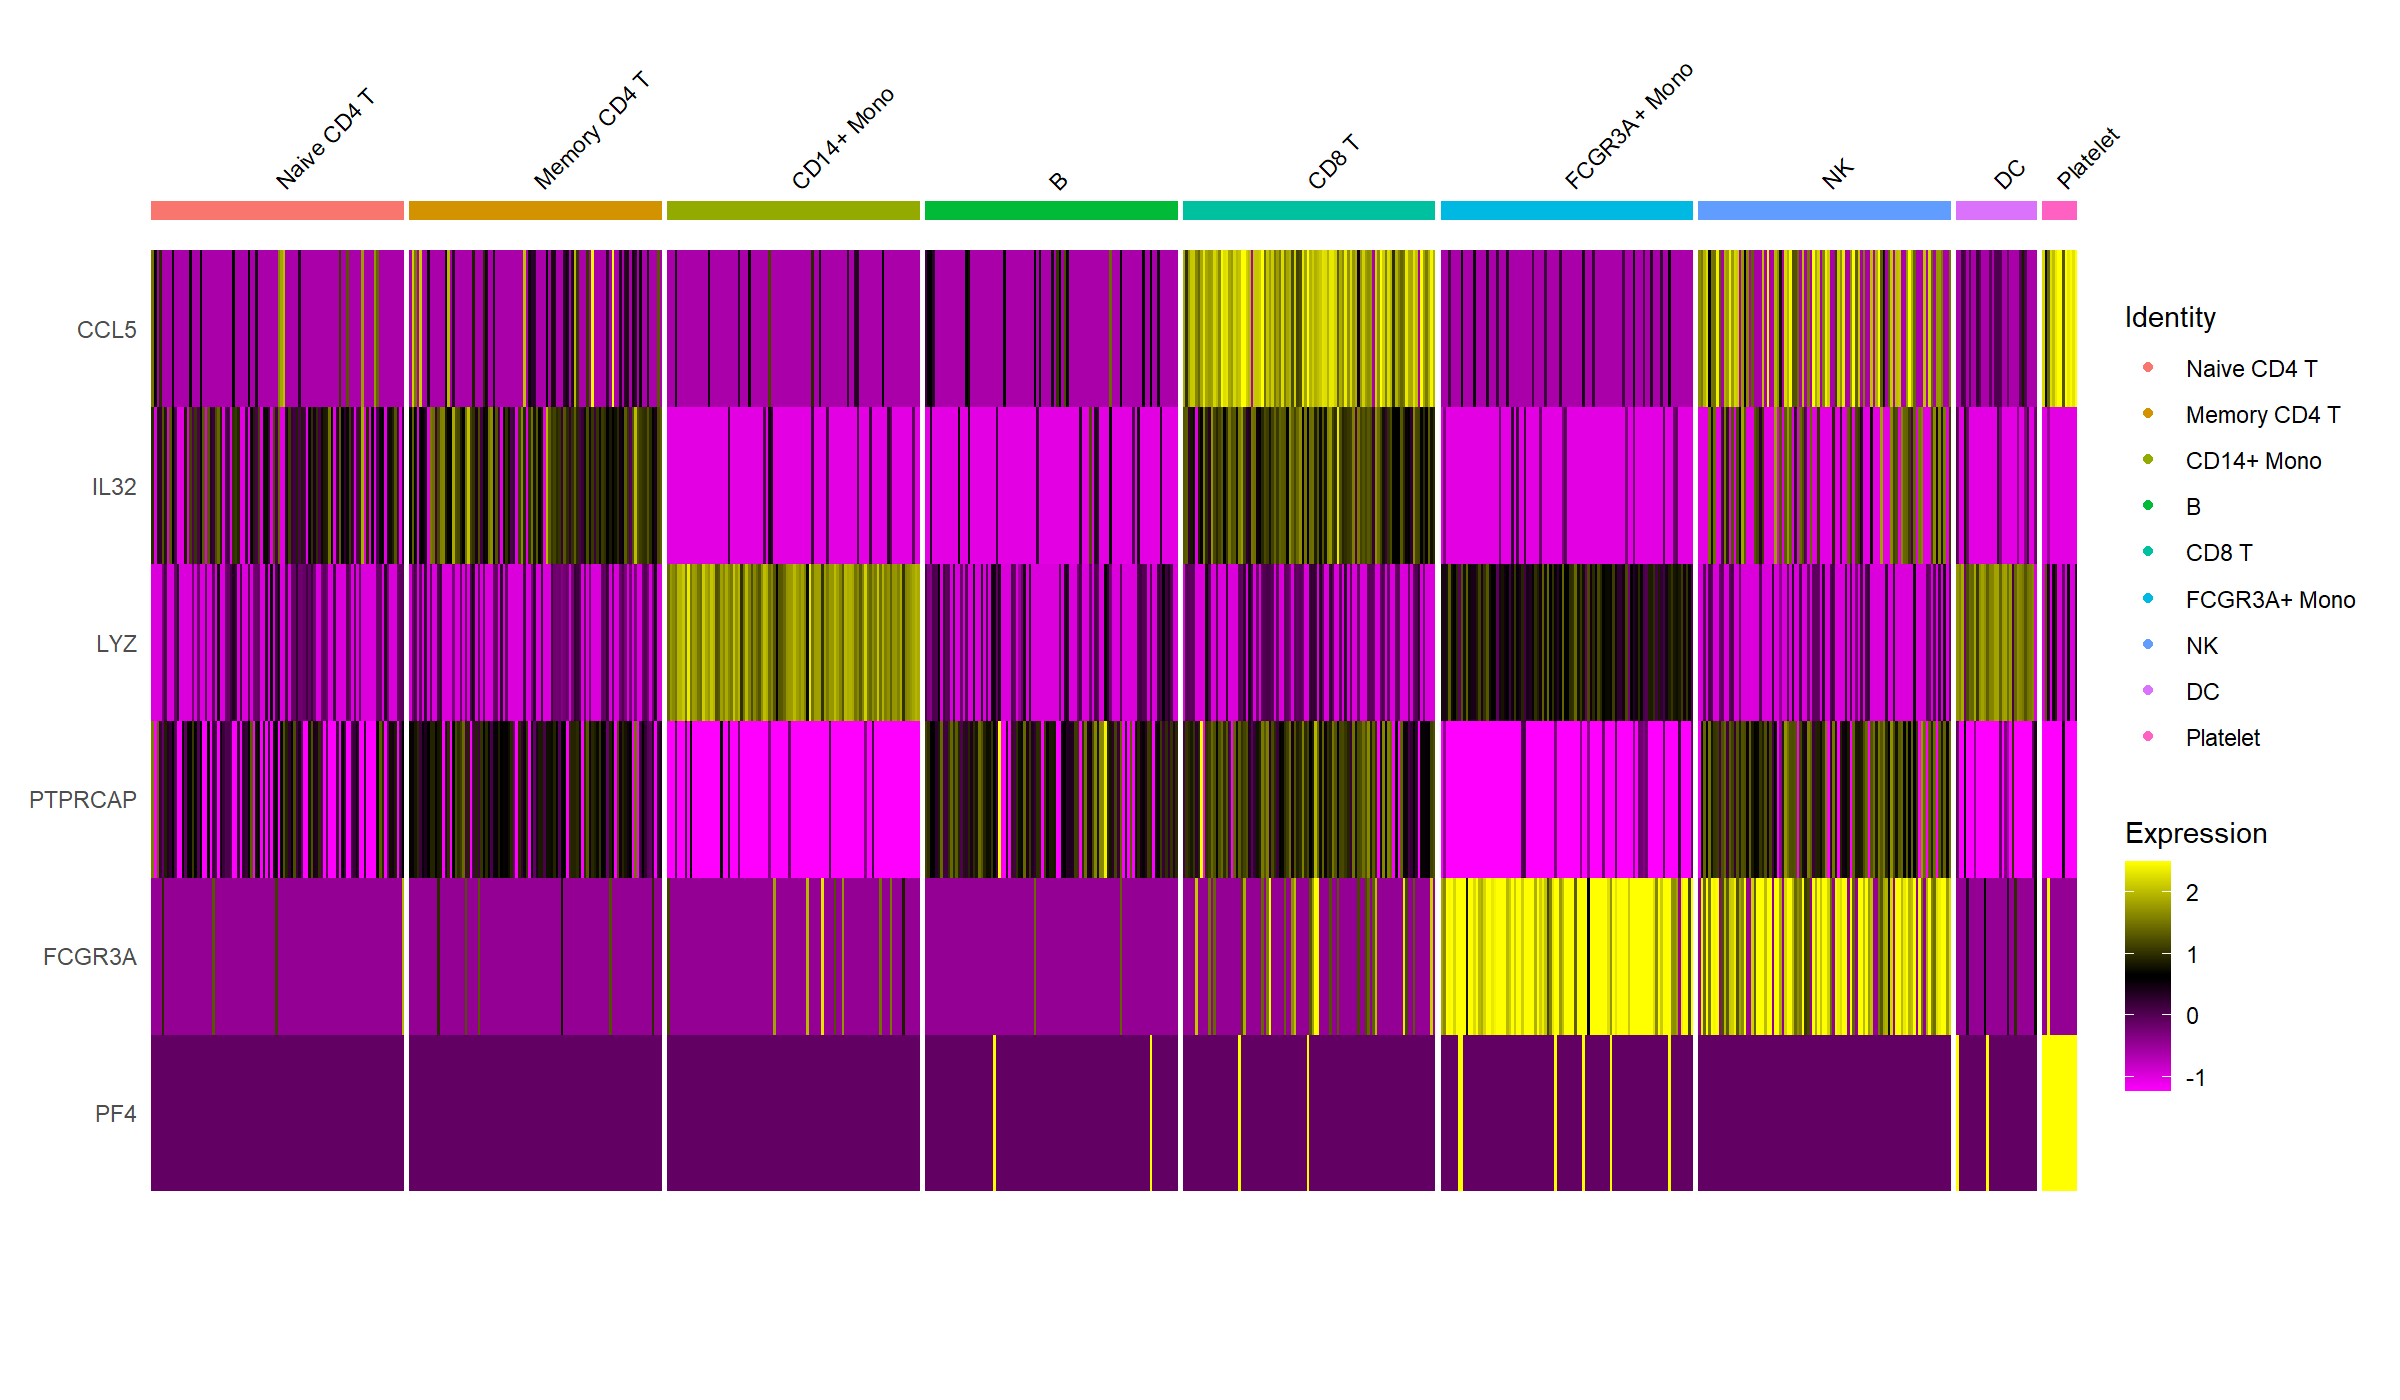 Naive CD4 T
Memory CD4 T
CD14+ Mono
B
CD8 T
FCGR3A+ Mono
NK
DC
Platelet
CCL5
IL32
LYZ
PTPRCAP
FCGR3A
PF4
Identity
Naive CD4 T
Memory CD4 T
CD14+ Mono
B
CD8 T
FCGR3A+ Mono
NK
DC
Platelet
Expression
2
1
0
-1